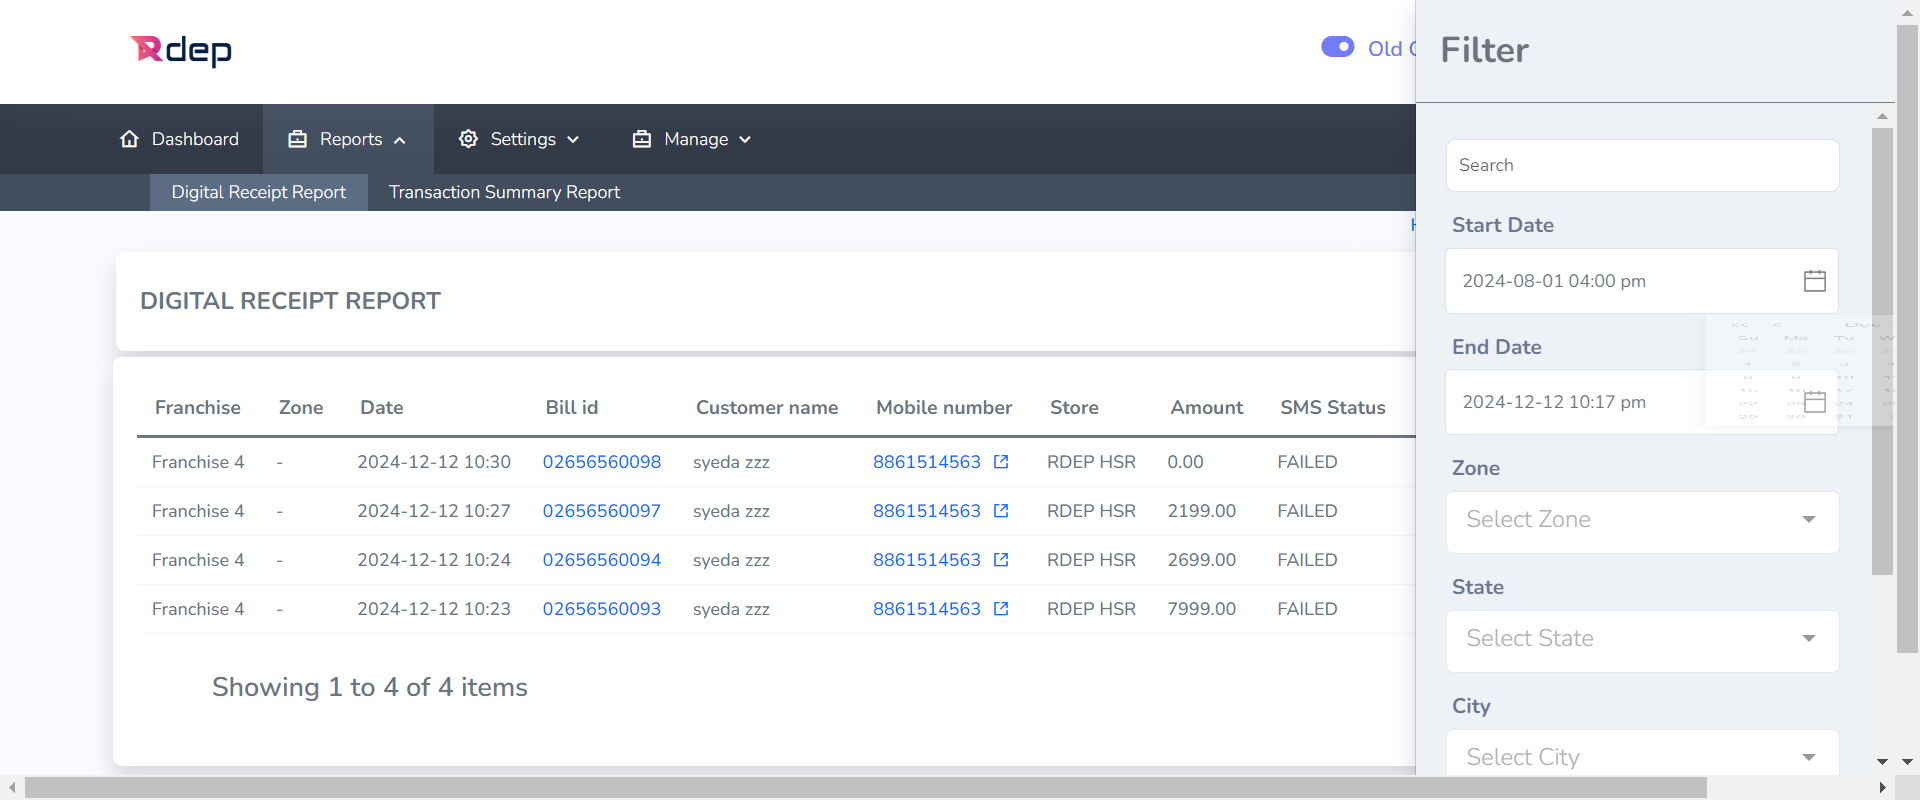 Rdep
Old
Filter
Dashboard Reports Settings Manage
Digital Receipt Report Transaction Summary Report
Search
Start Date
2024-08-01 04:00 pm
End Date
2024-12-12 10:17 pm
Zone
Select Zone
State
Select State
City
Select City
DIGITAL RECEIPT REPORT
Franchise Zone Date Bill id Customer name Mobile number Store Amount SMS Status
Franchise 4 - 2024-12-12 10:30 02656560098 syeda zzz 8861514563 RDEP HSR 0.00 FAILED
Franchise 4 - 2024-12-12 10:27 02656560097 syeda zzz 8861514563 RDEP HSR 2199.00 FAILED
Franchise 4 - 2024-12-12 10:24 02656560094 syeda zzz 8861514563 RDEP HSR 2699.00 FAILED
Franchise 4 - 2024-12-12 10:23 02656560093 syeda zzz 8861514563 RDEP HSR 7999.00 FAILED
Showing 1 to 4 of 4 items